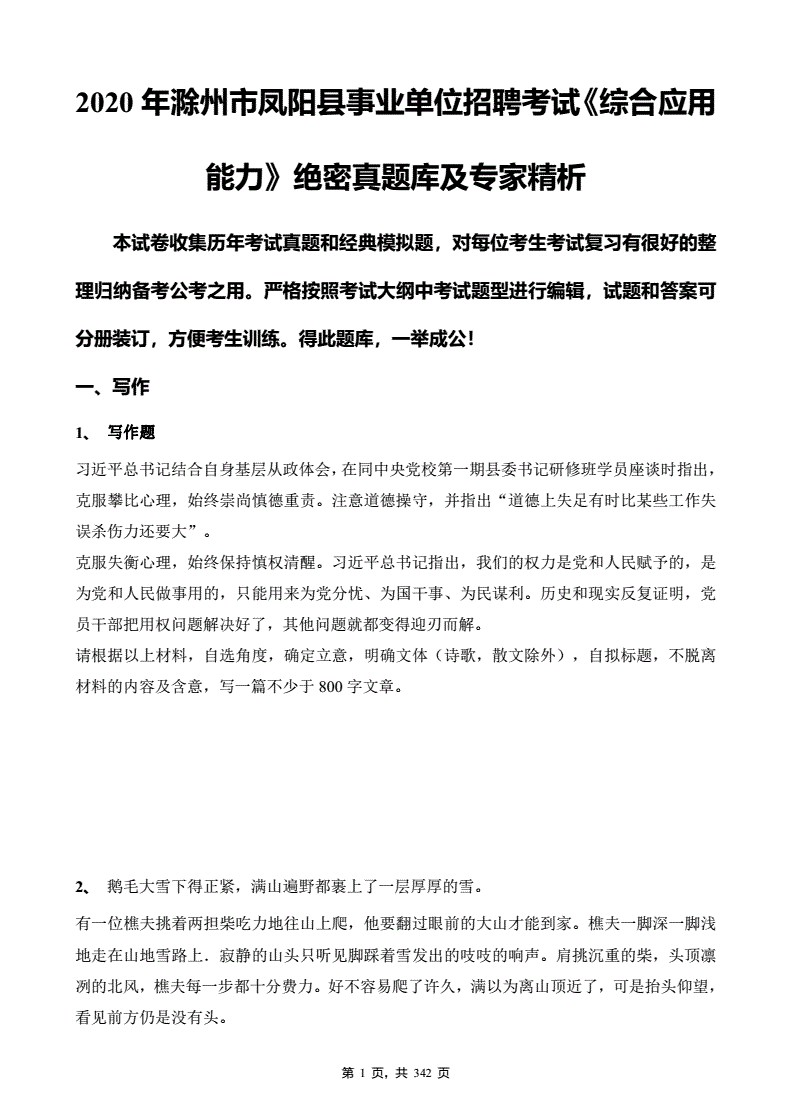 2020 年滁州市凤阳县事业单位招聘考试《综合应用
能力》绝密真题库及专家精析
本试卷收集历年考试真题和经典模拟题，对每位考生考试复习有很好的整
理归纳备考公考之用。严格按照考试大纲中考试题型进行编辑，试题和答案可
分册装订，方便考生训练。得此题库，一举成公！
一、写作
1、 写作题
习近平总书记结合自身基层从政体会，在同中央党校第一期县委书记研修班学员座谈时指出，
克服攀比心理，始终崇尚慎德重责。注意道德操守，并指出“道德上失足有时比某些工作失
误杀伤力还要大”。
克服失衡心理，始终保持慎权清醒。习近平总书记指出，我们的权力是党和人民赋予的，是
为党和人民做事用的，只能用来为党分忧、为国干事、为民谋利。历史和现实反复证明，党
员干部把用权问题解决好了，其他问题就都变得迎刃而解。
请根据以上材料，自选角度，确定立意，明确文体（诗歌，散文除外），自拟标题，不脱离
材料的内容及含意，写一篇不少于 800 字文章。
2、 鹅毛大雪下得正紧，满山遍野都裹上了一层厚厚的雪。
有一位樵夫挑着两担柴吃力地往山上爬，他要翻过眼前的大山才能到家。樵夫一脚深一脚浅
地走在山地雪路上．寂静的山头只听见脚踩着雪发出的吱吱的响声。肩挑沉重的柴，头顶凛
冽的北风，樵夫每一步都十分费力。好不容易爬了许久，满以为离山顶近了，可是抬头仰望，
看见前方仍是没有头。
第 1 页，共 342 页